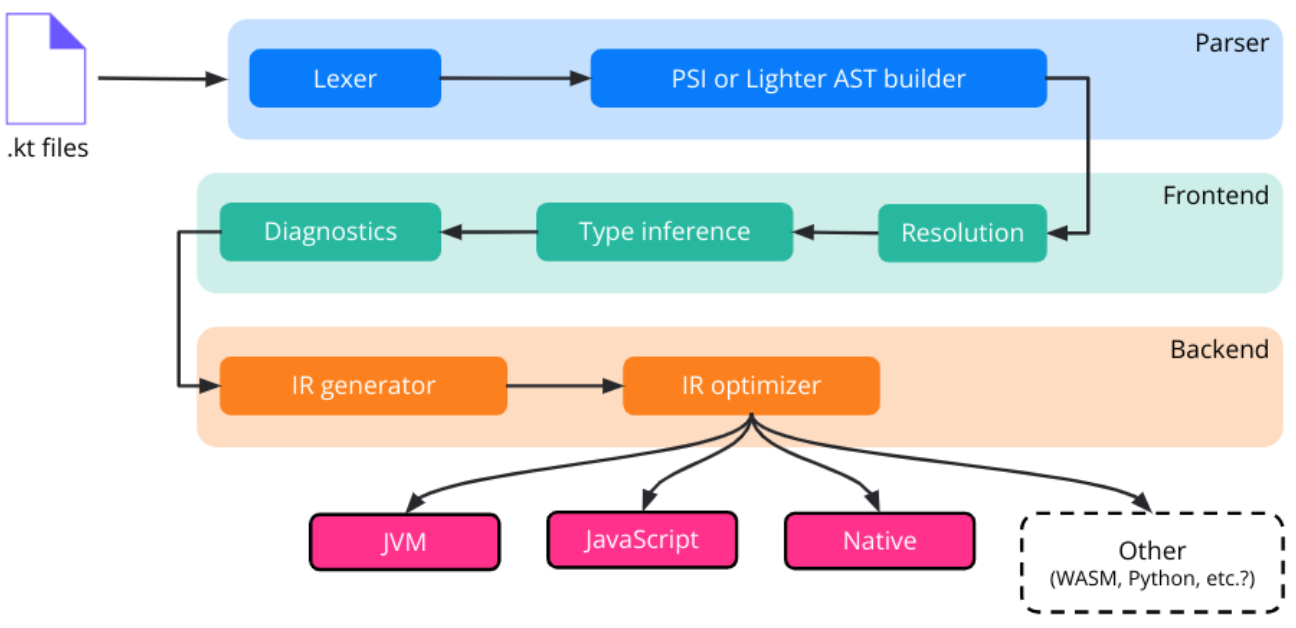 Parser
Lexer
PSI or Lighter AST builder
.kt files
Frontend
Diagnostics
Type inference
Resolution
Backend
IR generator
IR optimizer
JVM
JavaScript
Native
Other
(WASM, Python, etc.?)